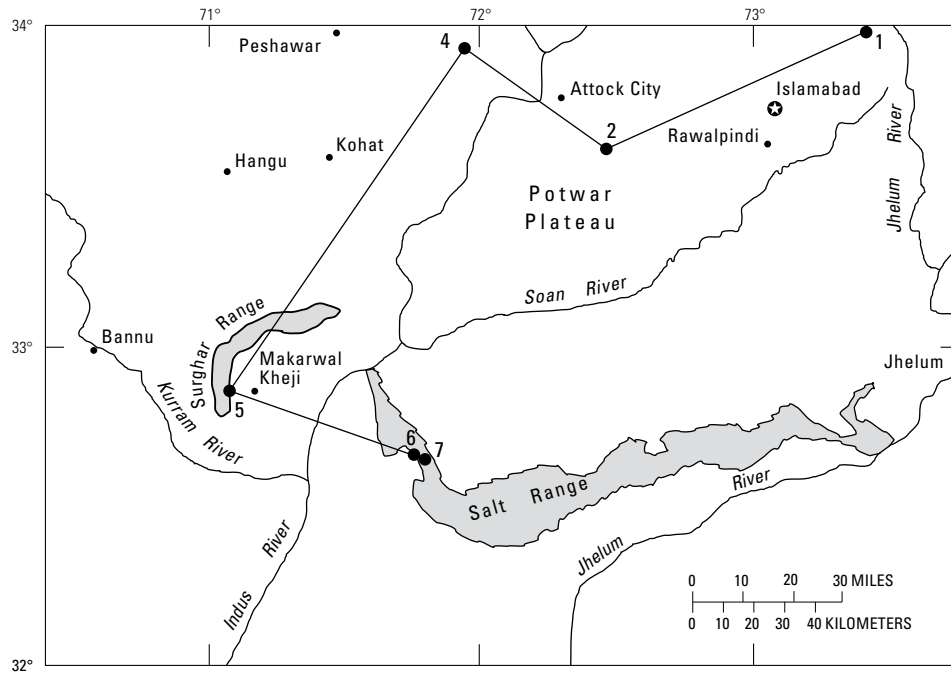 71°
72°
73°
34°
Peshawar
4
1
Attock City
Islamabad
2
Rawalpindi
River
Kohat
Hangu
Potwar
Plateau
Jhelum
Soan River
Surghar Range
33°
Bannu
Makarwal
Kheji
Jhelum
5
Kurram River
6
7
Salt Range
River
Jhelum
Indus River
0 10 20 30 MILES
0 10 20 30 40 KILOMETERS
32°